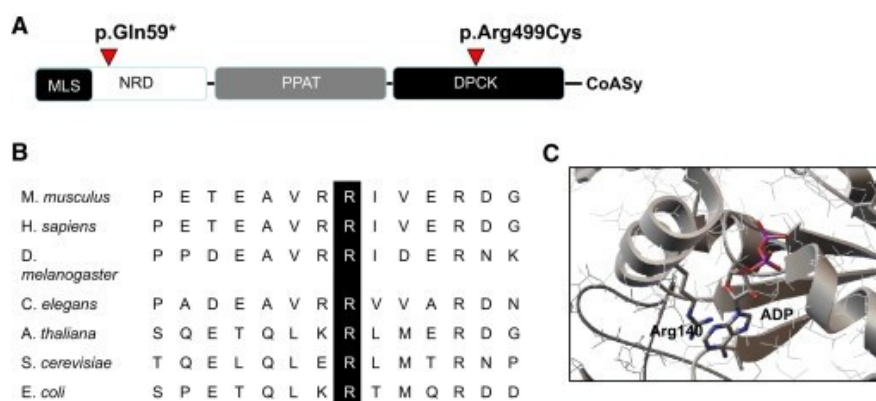 A
p.Gln59*
p.Arg499Cys
MLS NRD PPAT DPCK CoASy
B
M. musculus P E T E A V R R I V E R D G
H. sapiens P E T E A V R R I V E R D G
D.
melanogaster P P D E A V R R I D E R N K
C. elegans P A D E A V R R V V A R D N
A. thaliana S Q E T Q L K R L M E R D G
S. cerevisiae T Q E L Q L E R L M T R N P
E. coli S P E T Q L K R T M Q R D D
C
Arg140 ADP